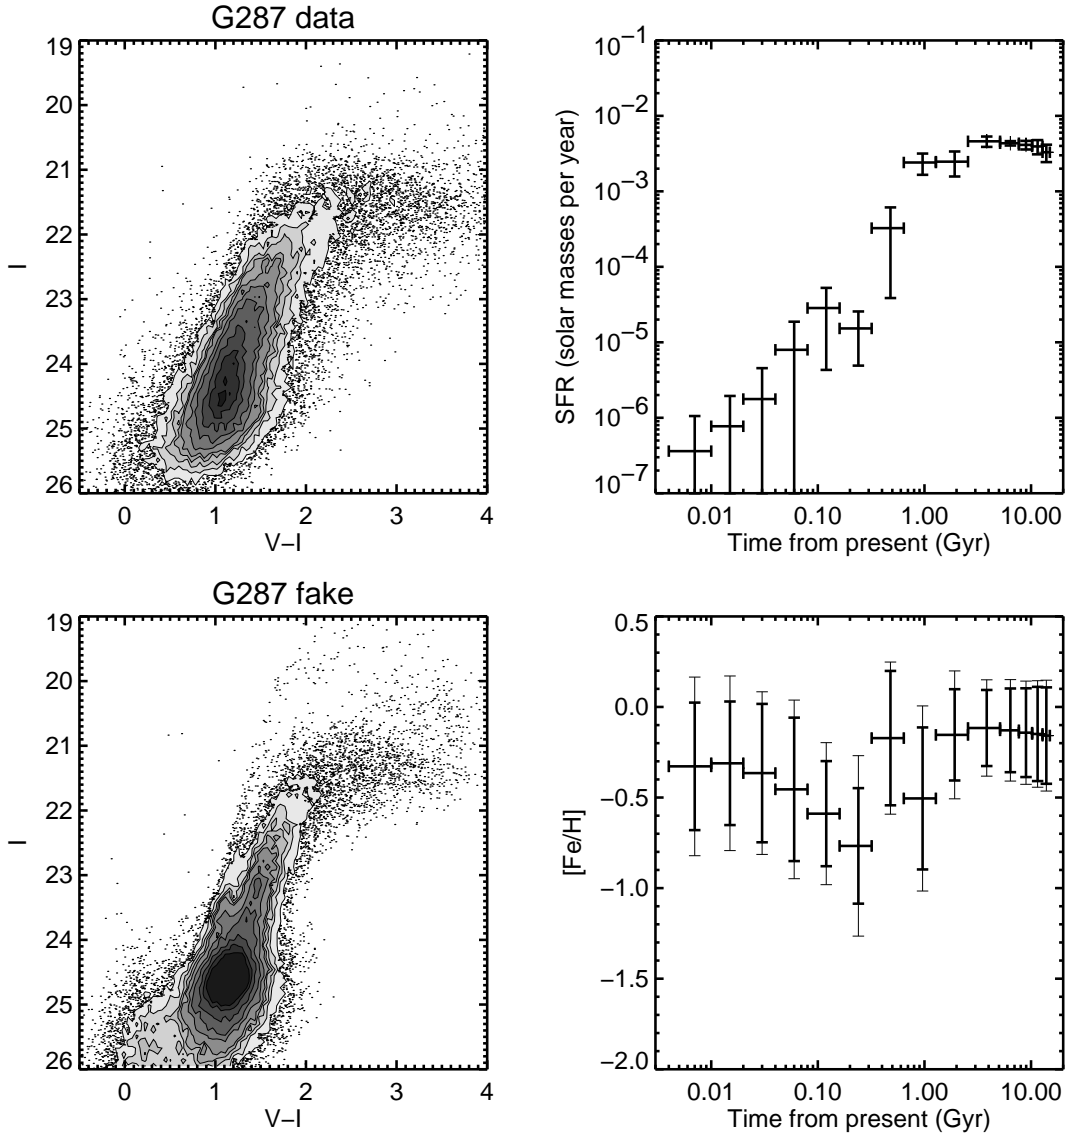 G287 data
19
20
21
22
23
24
25
26
I
0 1 2 3 4
V−I
10−1
10−2
10−3
10−4
10−5
10−6
10−7
SFR (solar masses per year)
0.01 0.10 1.00 10.00
Time from present (Gyr)
G287 fake
19
20
21
22
23
24
25
26
I
0 1 2 3 4
V−I
0.5
0.0
−0.5
−1.0
−1.5
−2.0
[Fe/H]
0.01 0.10 1.00 10.00
Time from present (Gyr)